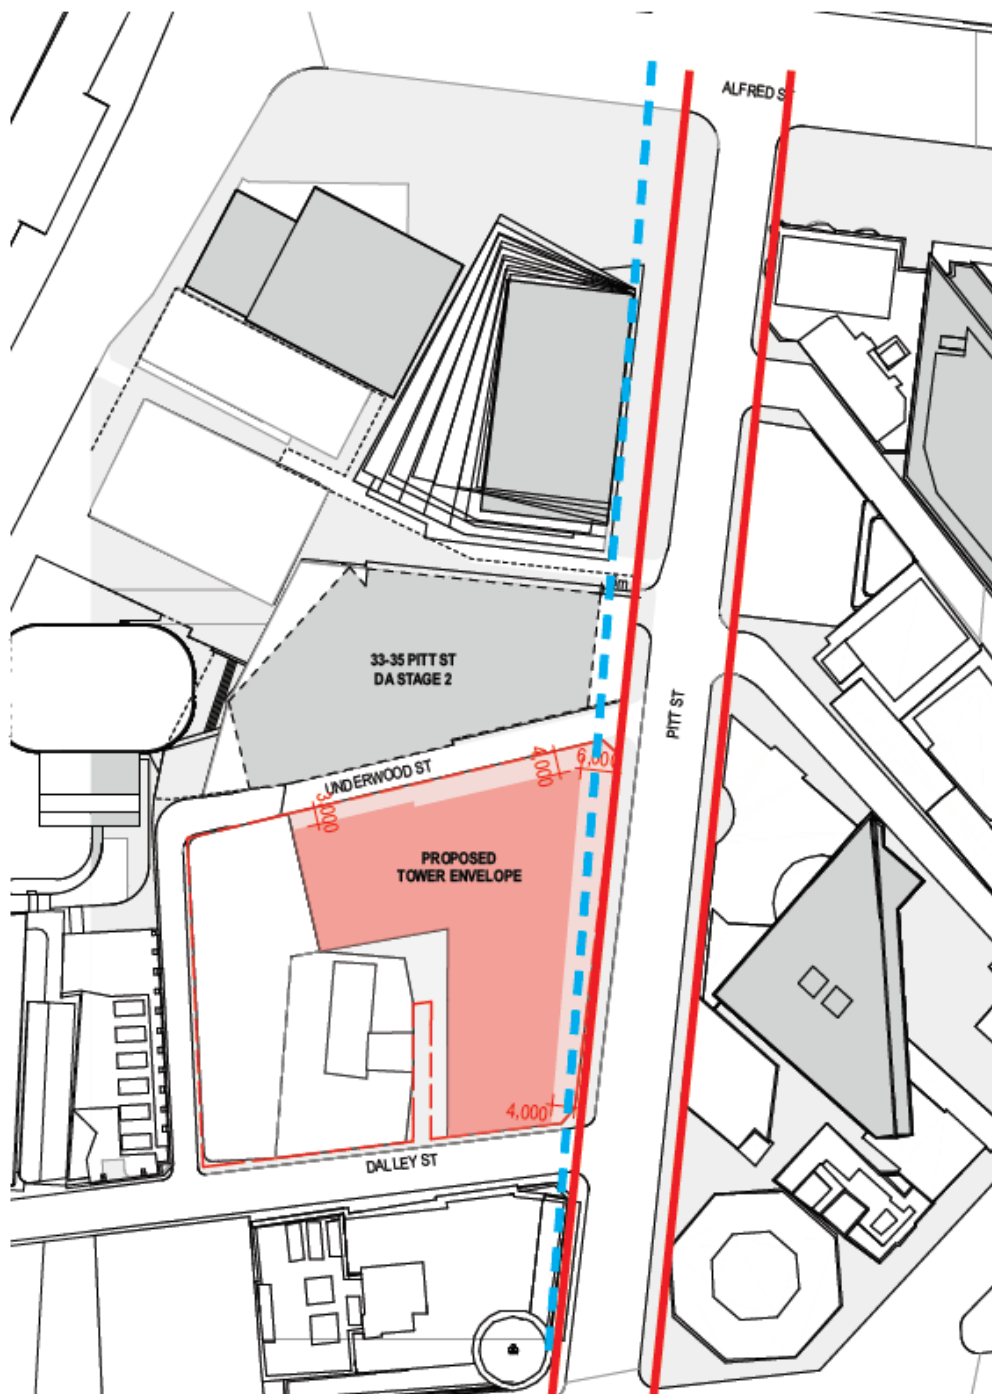 ALFRED ST
33-35 PITT ST
DA STAGE 2
PITT ST
UNDERWOOD ST
4,000
6,000
3,000
PROPOSED
TOWER ENVELOPE
4,000
DALLEY ST